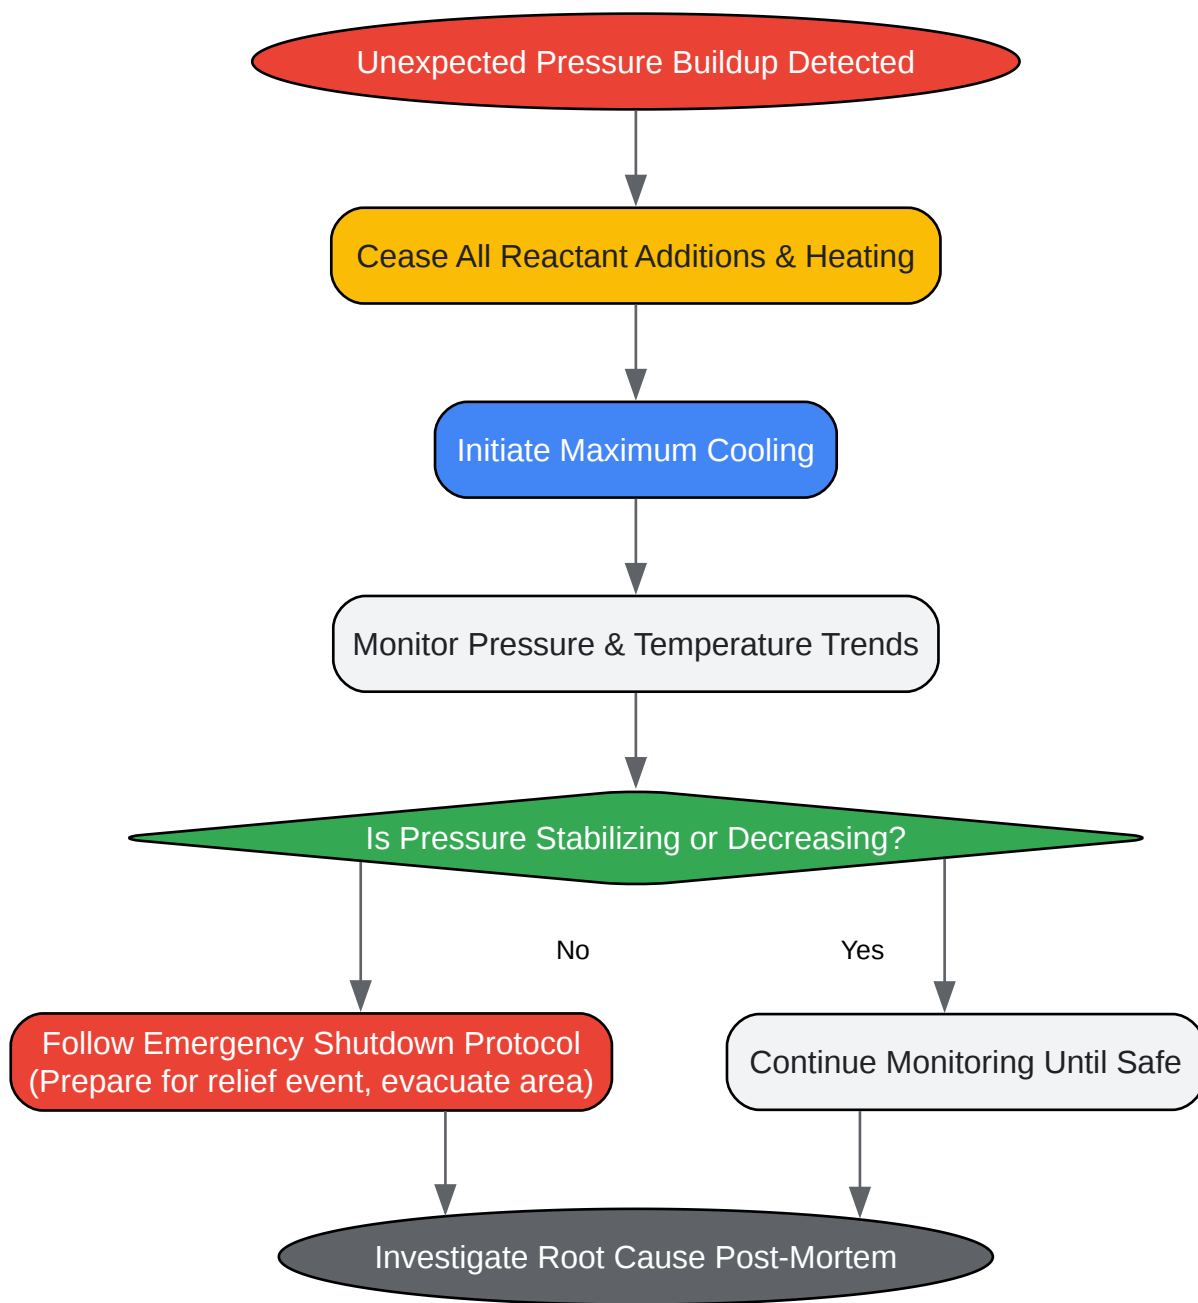 Unexpected Pressure Buildup Detected
Cease All Reactant Additions & Heating
Initiate Maximum Cooling
Monitor Pressure & Temperature Trends
Is Pressure Stabilizing or Decreasing?
No
Yes
Follow Emergency Shutdown Protocol
(Prepare for relief event, evacuate area)
Continue Monitoring Until Safe
Investigate Root Cause Post-Mortem